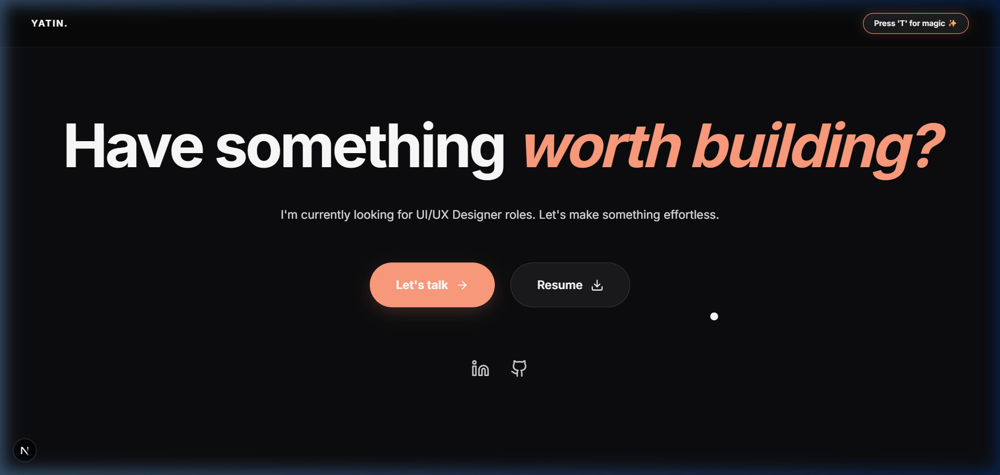 YATIN.
Press 'T' for magic ✨
Have something worth building?
I'm currently looking for UI/UX Designer roles. Let's make something effortless.
Let's talk →
Resume
in
N